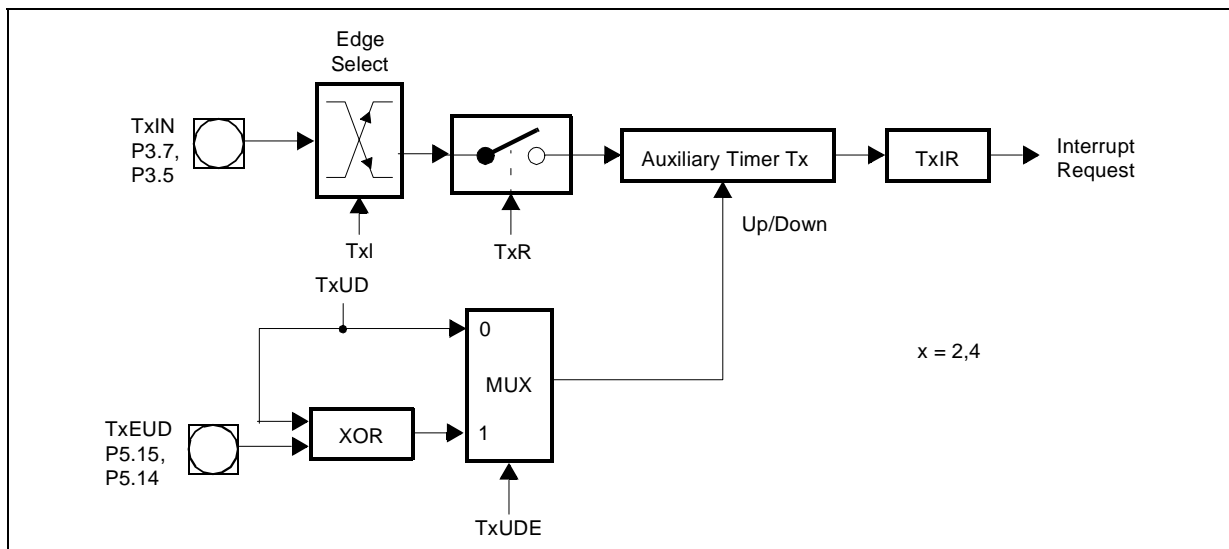 Edge
Select
TxIN
P3.7,
P3.5
Auxiliary Timer Tx
TxIR
Interrupt
Request
TxI
TxR
Up/Down
TxUD
0
MUX
1
x = 2,4
TxEUD
P5.15,
P5.14
XOR
TxUDE